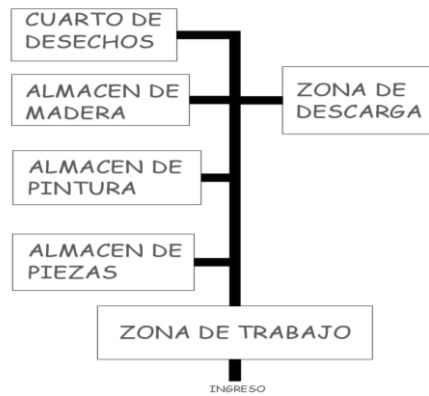 CUARTO DE
DESECHOS
ALMACEN DE
MADERA
ZONA DE
DESCARGA
ALMACEN DE
PINTURA
ALMACEN DE
PIEZAS
ZONA DE TRABAJO
INGRESO